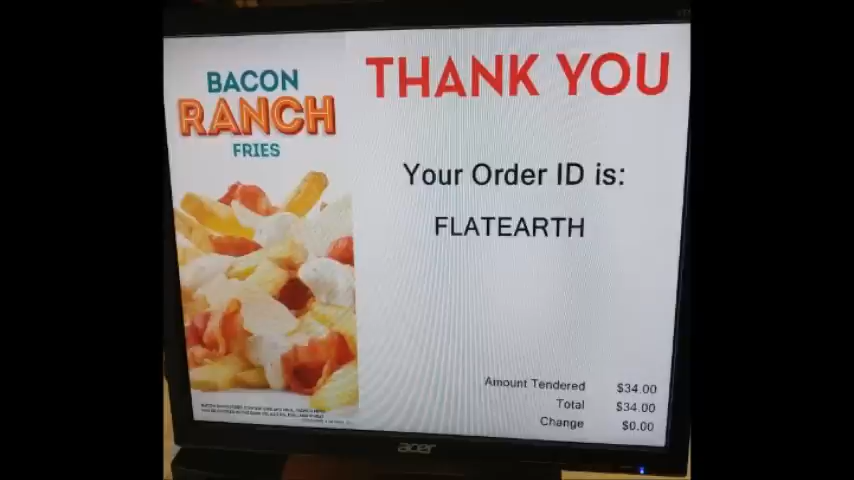 BACON
RANCH
FRIES
THANK YOU
Your Order ID is:
FLATEARTH
Amount Tendered $34.00
Total $34.00
Change $0.00
acer